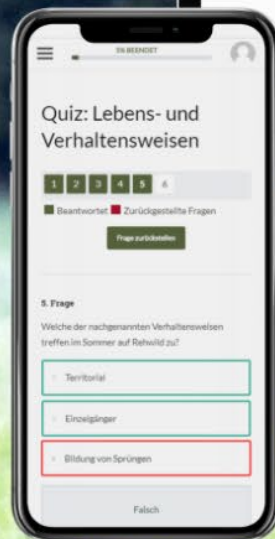 5% BEENDET
Quiz: Lebens- und
Verhaltensweisen
1 2 3 4 5 6
Beantwortet Zurückgestellte Fragen
Frage zurückstellen
5. Frage
Welche der nachgenannten Verhaltensweisen
treffen im Sommer auf Rehwild zu?
Territorial
Einzelgänger
Bildung von Sprüngen
Falsch